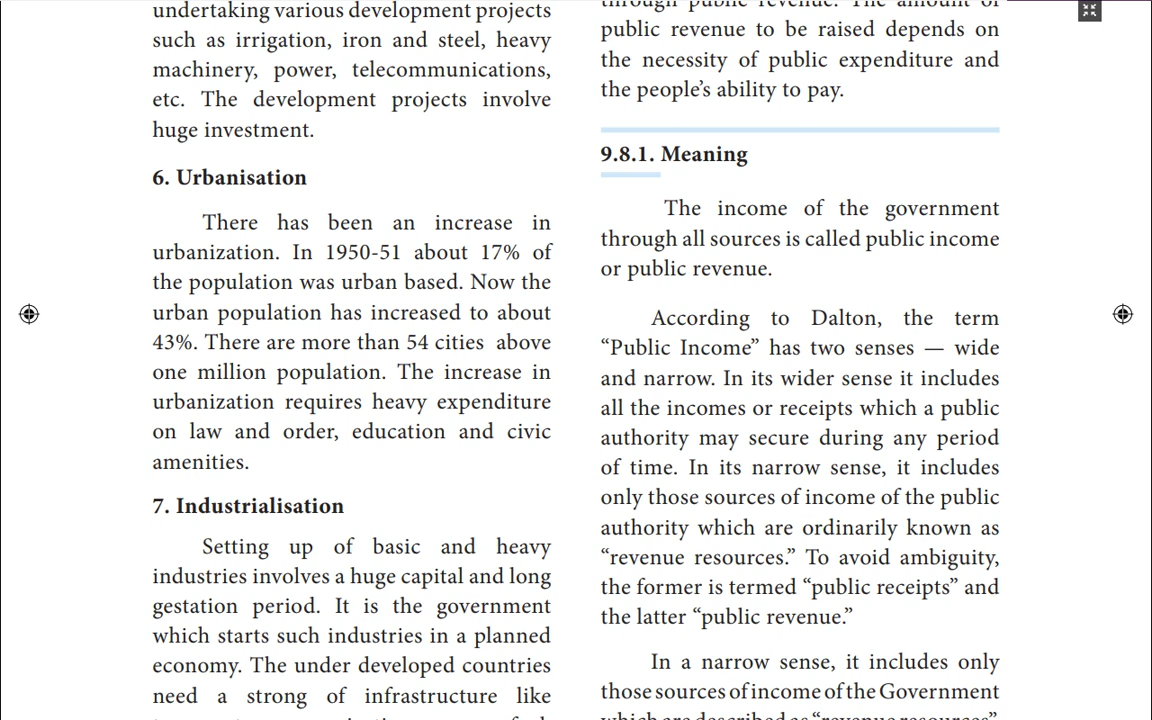 undertaking various development projects
such as irrigation, iron and steel, heavy
machinery, power, telecommunications,
etc. The development projects involve
huge investment.
6. Urbanisation
There has been an increase in
urbanization. In 1950-51 about 17% of
the population was urban based. Now the
urban population has increased to about
43%. There are more than 54 cities above
one million population. The increase in
urbanization requires heavy expenditure
on law and order, education and civic
amenities.
7. Industrialisation
Setting up of basic and heavy
industries involves a huge capital and long
gestation period. It is the government
which starts such industries in a planned
economy. The under developed countries
need a strong of infrastructure like
through public revenue. The amount of
public revenue to be raised depends on
the necessity of public expenditure and
the people’s ability to pay.
9.8.1. Meaning
The income of the government
through all sources is called public income
or public revenue.
According to Dalton, the term
“Public Income” has two senses — wide
and narrow. In its wider sense it includes
all the incomes or receipts which a public
authority may secure during any period
of time. In its narrow sense, it includes
only those sources of income of the public
authority which are ordinarily known as
“revenue resources.” To avoid ambiguity,
the former is termed “public receipts” and
the latter “public revenue.”
In a narrow sense, it includes only
those sources of income of the Government
which are described as “revenue resources”.